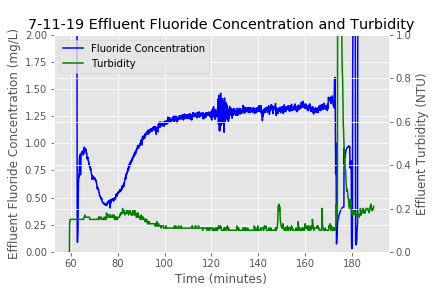 7-11-19 Effluent Fluoride Concentration and Turbidity
Effluent Fluoride Concentration (mg/L)
2.00
1.75
1.50
1.25
1.00
0.75
0.50
0.25
0.00
Fluoride Concentration
Turbidity
1.0
0.8
0.6
0.4
0.2
0.0
Effluent Turbidity (NTU)
60 80 100 120 140 160 180
Time (minutes)